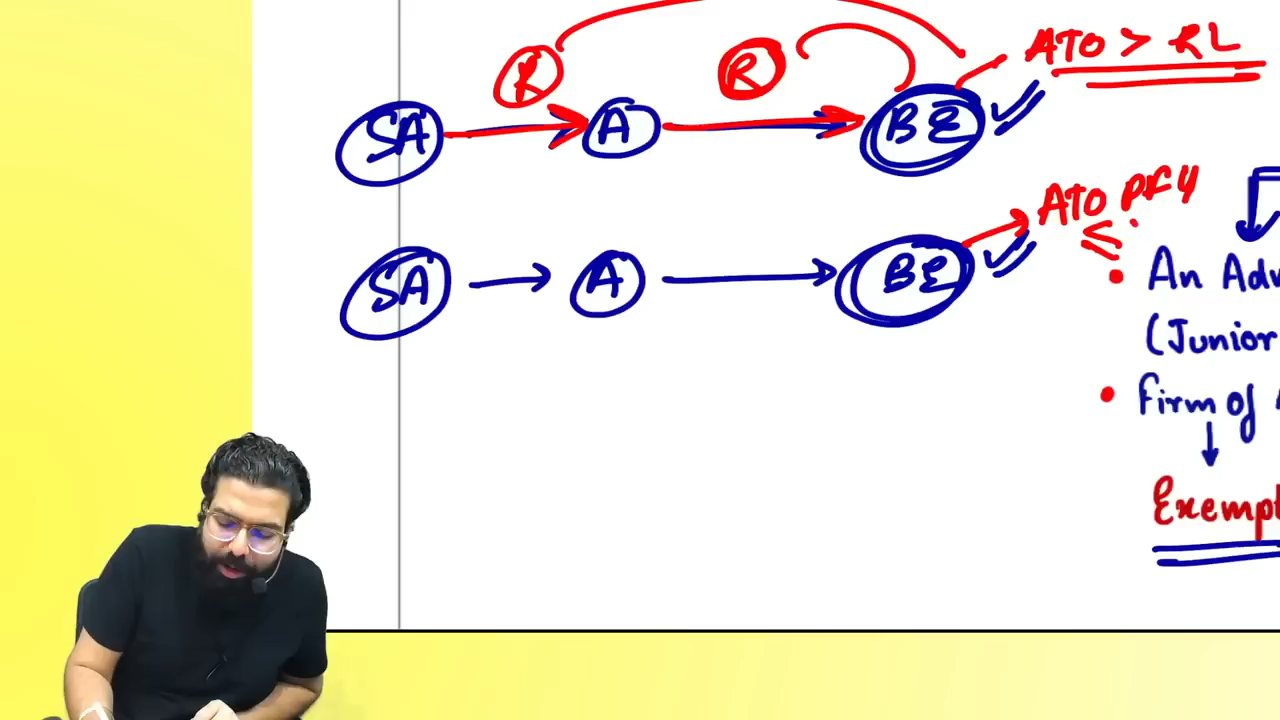 R R ATO > RL
SA A BE
ATO PFY
SA A BE
An Adv
(Junior
Firm of
Exempt